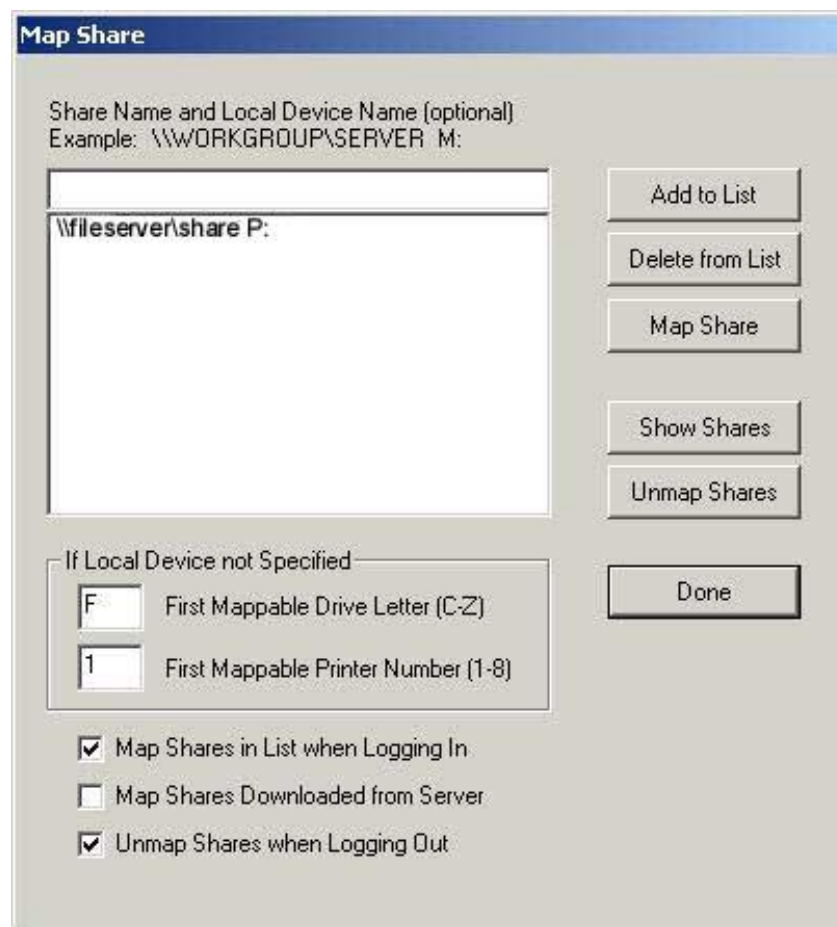 Map Share
Share Name and Local Device Name (optional)
Example: \\WORKGROUP\SERVER M:
Add to List
\\fileserver\share P:
Delete from List
Map Share
Show Shares
Unmap Shares
If Local Device not Specified
F First Mappable Drive Letter (C-Z)
Done
1 First Mappable Printer Number (1-8)
Map Shares in List when Logging In
Map Shares Downloaded from Server
Unmap Shares when Logging Out